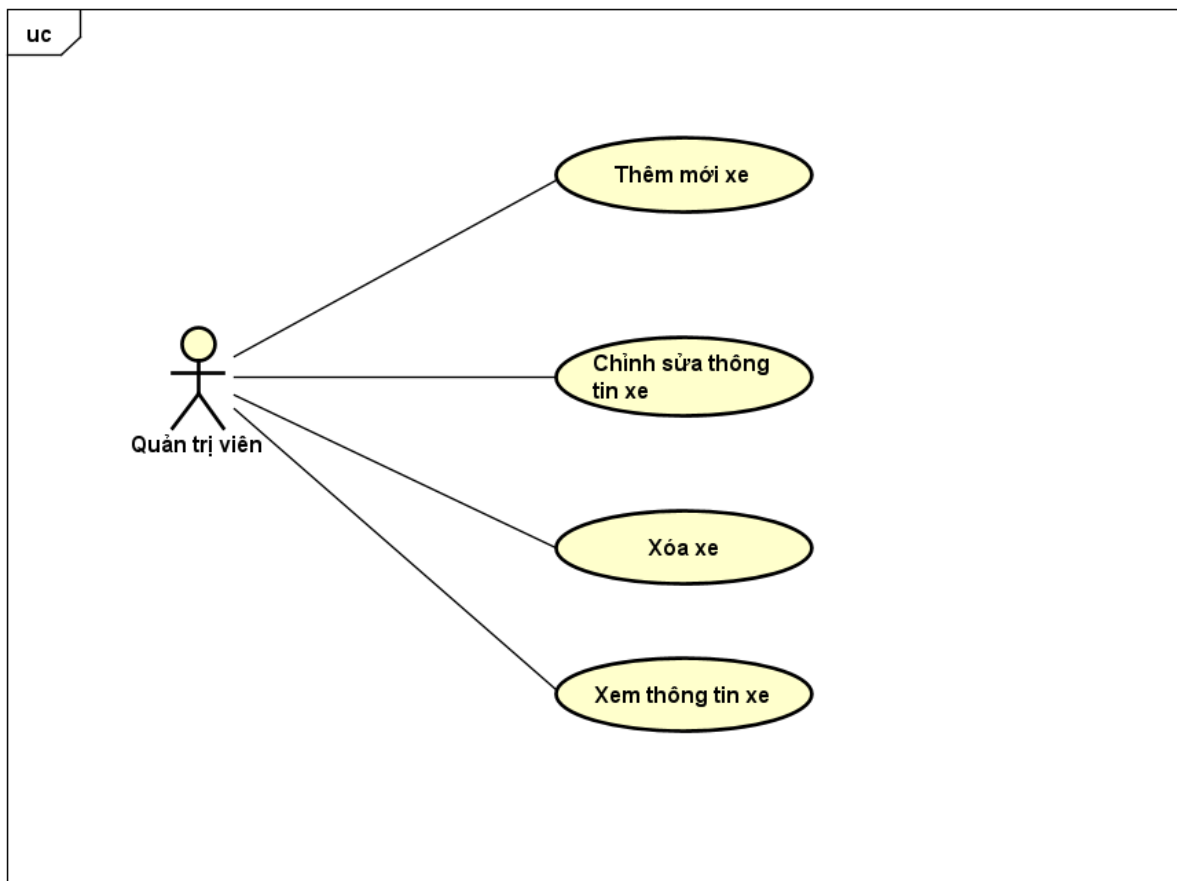 uc
Thêm mới xe
Chỉnh sửa thông
tin xe
Quản trị viên
Xóa xe
Xem thông tin xe